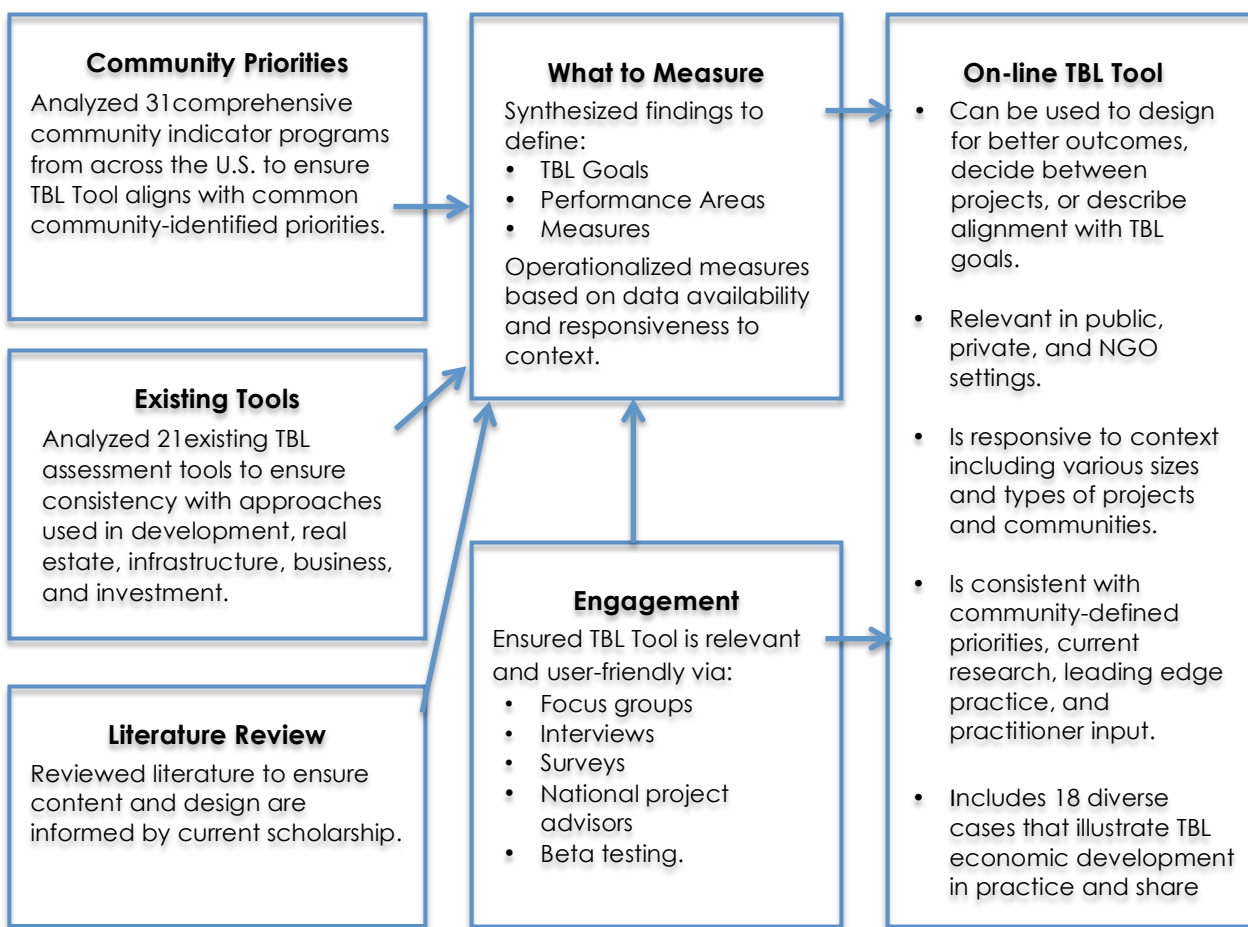 Community Priorities
Analyzed 31comprehensive
community indicator programs
from across the U.S. to ensure
TBL Tool aligns with common
community-identified priorities.
Existing Tools
Analyzed 21existing TBL
assessment tools to ensure
consistency with approaches
used in development, real
estate, infrastructure, business,
and investment.
Literature Review
Reviewed literature to ensure
content and design are
informed by current scholarship.
What to Measure
Synthesized findings to
define:
• TBL Goals
• Performance Areas
• Measures
Operationalized measures
based on data availability
and responsiveness to
context.
Engagement
Ensured TBL Tool is relevant
and user-friendly via:
• Focus groups
• Interviews
• Surveys
• National project
advisors
• Beta testing.
On-line TBL Tool
• Can be used to design
for better outcomes,
decide between
projects, or describe
alignment with TBL
goals.
• Relevant in public,
private, and NGO
settings.
• Is responsive to context
including various sizes
and types of projects
and communities.
• Is consistent with
community-defined
priorities, current
research, leading edge
practice, and
practitioner input.
• Includes 18 diverse
cases that illustrate TBL
economic development
in practice and share